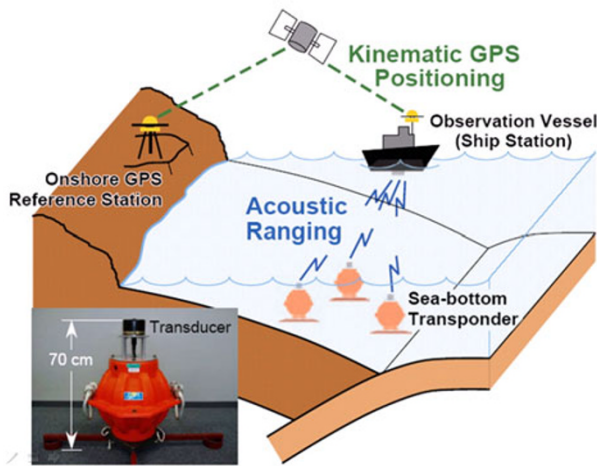 Kinematic GPS
Positioning
Observation Vessel
(Ship Station)
Onshore GPS
Reference Station
Acoustic
Ranging
Sea-bottom
Transponder
Transducer
70 cm